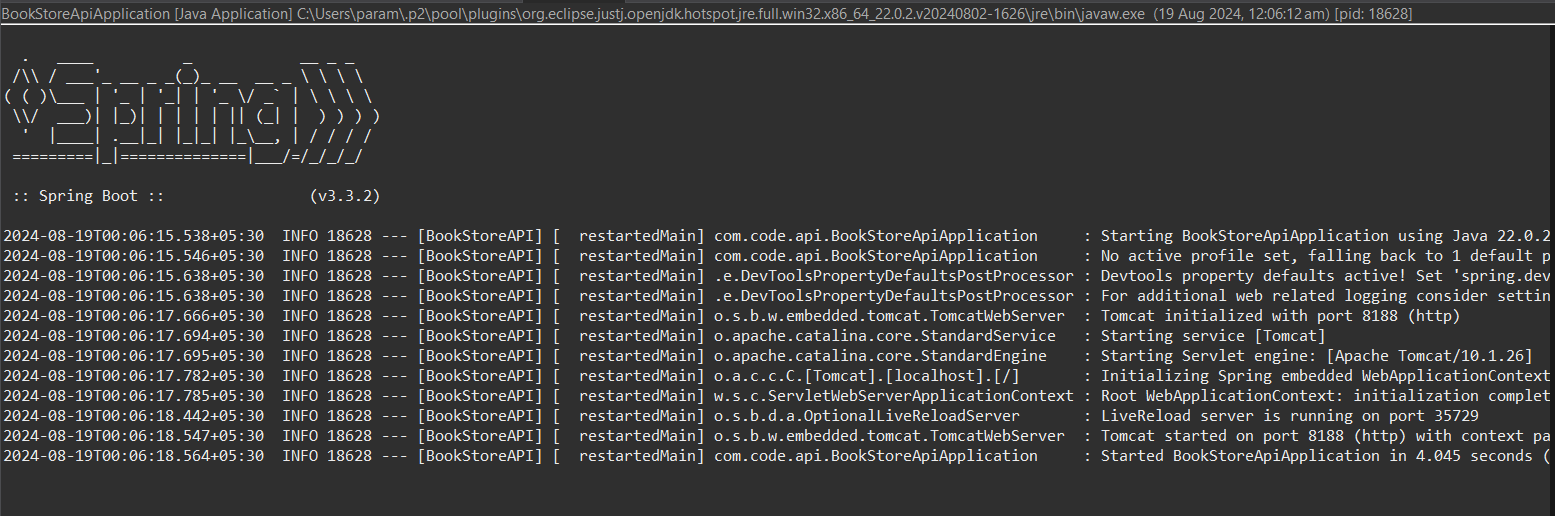 BookStoreApiApplication [Java Application] C:\Users\param\.p2\pool\plugins\org.eclipse.justj.openjdk.hotspot.jre.full.win32.x86_64_22.0.2.v20240802-1626\jre\bin\javaw.exe (19 Aug 2024, 12:06:12 am) [pid: 18628]
  .   ____          _            __ _ _
 /\\ / ___'_ __ _ _(_)_ __  __ _ \ \ \ \
( ( )\___ | '_ | '_| | '_ \/ _` | \ \ \ \
 \\/  ___)| |_)| | | | | || (_| |  ) ) ) )
  '  |____| .__|_| |_|_| |_\__, | / / / /
 =========|_|==============|___/=/_/_/_/
 :: Spring Boot ::                (v3.3.2)
2024-08-19T00:06:15.538+05:30  INFO 18628 --- [BookStoreAPI] [  restartedMain] com.code.api.BookStoreApiApplication     : Starting BookStoreApiApplication using Java 22.0.2
2024-08-19T00:06:15.546+05:30  INFO 18628 --- [BookStoreAPI] [  restartedMain] com.code.api.BookStoreApiApplication     : No active profile set, falling back to 1 default p
2024-08-19T00:06:15.638+05:30  INFO 18628 --- [BookStoreAPI] [  restartedMain] .e.DevToolsPropertyDefaultsPostProcessor : Devtools property defaults active! Set 'spring.dev
2024-08-19T00:06:15.638+05:30  INFO 18628 --- [BookStoreAPI] [  restartedMain] .e.DevToolsPropertyDefaultsPostProcessor : For additional web related logging consider settin
2024-08-19T00:06:17.666+05:30  INFO 18628 --- [BookStoreAPI] [  restartedMain] o.s.b.w.embedded.tomcat.TomcatWebServer  : Tomcat initialized with port 8188 (http)
2024-08-19T00:06:17.694+05:30  INFO 18628 --- [BookStoreAPI] [  restartedMain] o.apache.catalina.core.StandardService   : Starting service [Tomcat]
2024-08-19T00:06:17.695+05:30  INFO 18628 --- [BookStoreAPI] [  restartedMain] o.apache.catalina.core.StandardEngine    : Starting Servlet engine: [Apache Tomcat/10.1.26]
2024-08-19T00:06:17.782+05:30  INFO 18628 --- [BookStoreAPI] [  restartedMain] o.a.c.c.C.[Tomcat].[localhost].[/]       : Initializing Spring embedded WebApplicationContext
2024-08-19T00:06:17.785+05:30  INFO 18628 --- [BookStoreAPI] [  restartedMain] w.s.c.ServletWebServerApplicationContext : Root WebApplicationContext: initialization complet
2024-08-19T00:06:18.442+05:30  INFO 18628 --- [BookStoreAPI] [  restartedMain] o.s.b.d.a.OptionalLiveReloadServer       : LiveReload server is running on port 35729
2024-08-19T00:06:18.547+05:30  INFO 18628 --- [BookStoreAPI] [  restartedMain] o.s.b.w.embedded.tomcat.TomcatWebServer  : Tomcat started on port 8188 (http) with context pa
2024-08-19T00:06:18.564+05:30  INFO 18628 --- [BookStoreAPI] [  restartedMain] com.code.api.BookStoreApiApplication     : Started BookStoreApiApplication in 4.045 seconds (